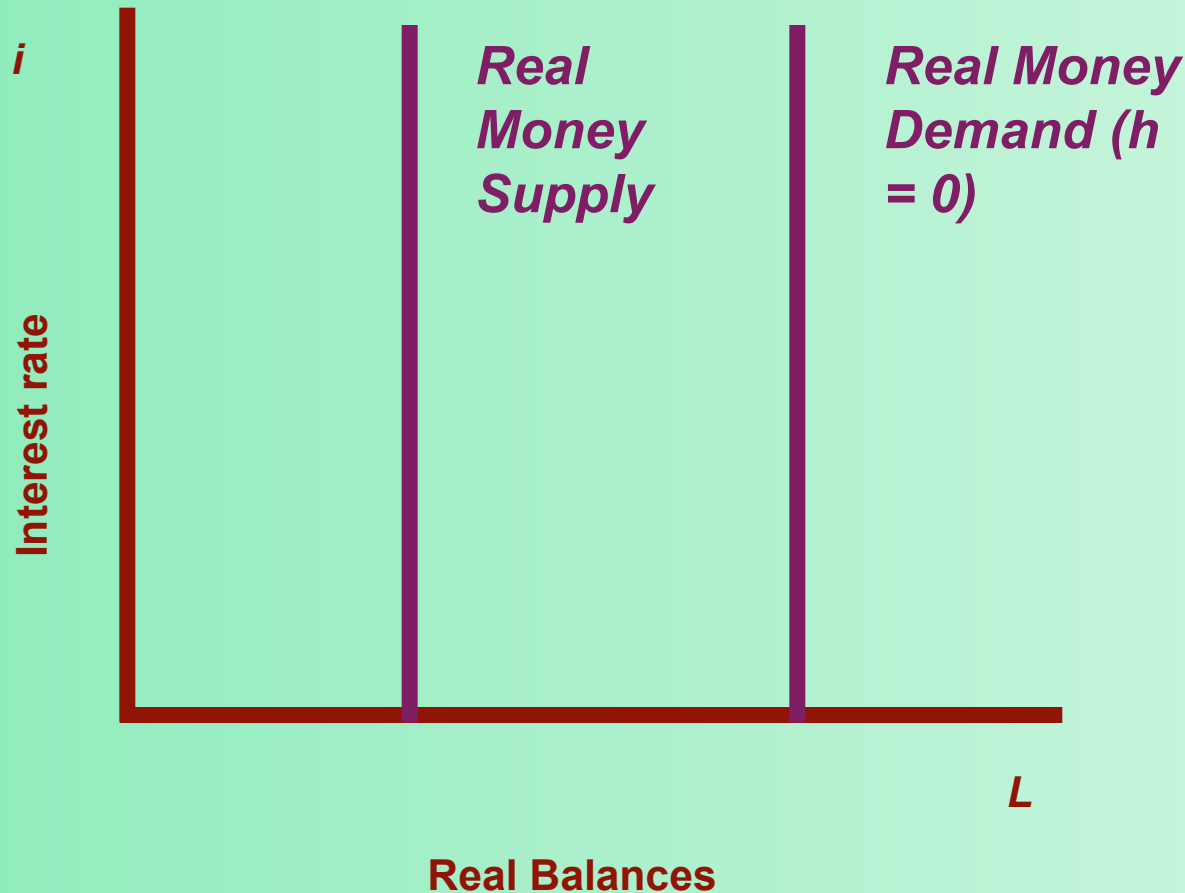 i
Real
Money
Supply
Real Money
Demand (h
= 0)
Interest rate
L
Real Balances